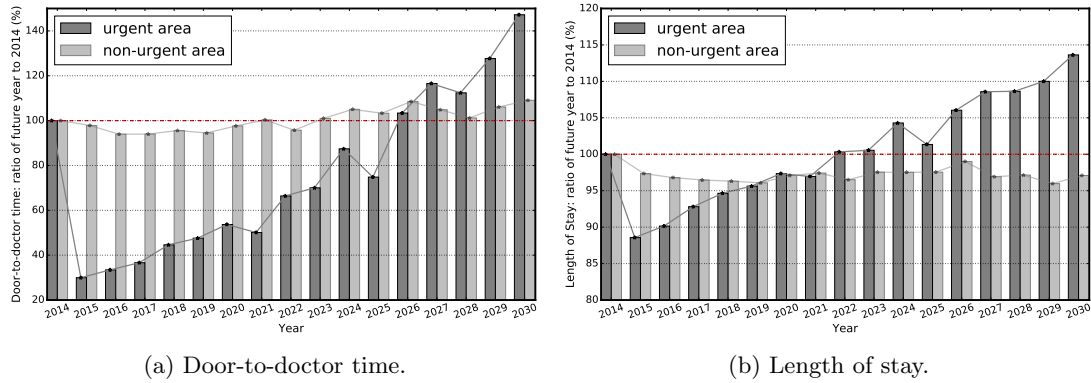 Door-to-doctor time: ratio of future year to 2014 (%)
140
120
100
80
60
40
20
urgent area
non-urgent area
2014 2015 2016 2017 2018 2019 2020 2021 2022 2023 2024 2025 2026 2027 2028 2029 2030
Year
(a) Door-to-doctor time.
Length of Stay: ratio of future year to 2014 (%)
120
115
110
105
100
95
90
85
80
urgent area
non-urgent area
2014 2015 2016 2017 2018 2019 2020 2021 2022 2023 2024 2025 2026 2027 2028 2029 2030
Year
(b) Length of stay.